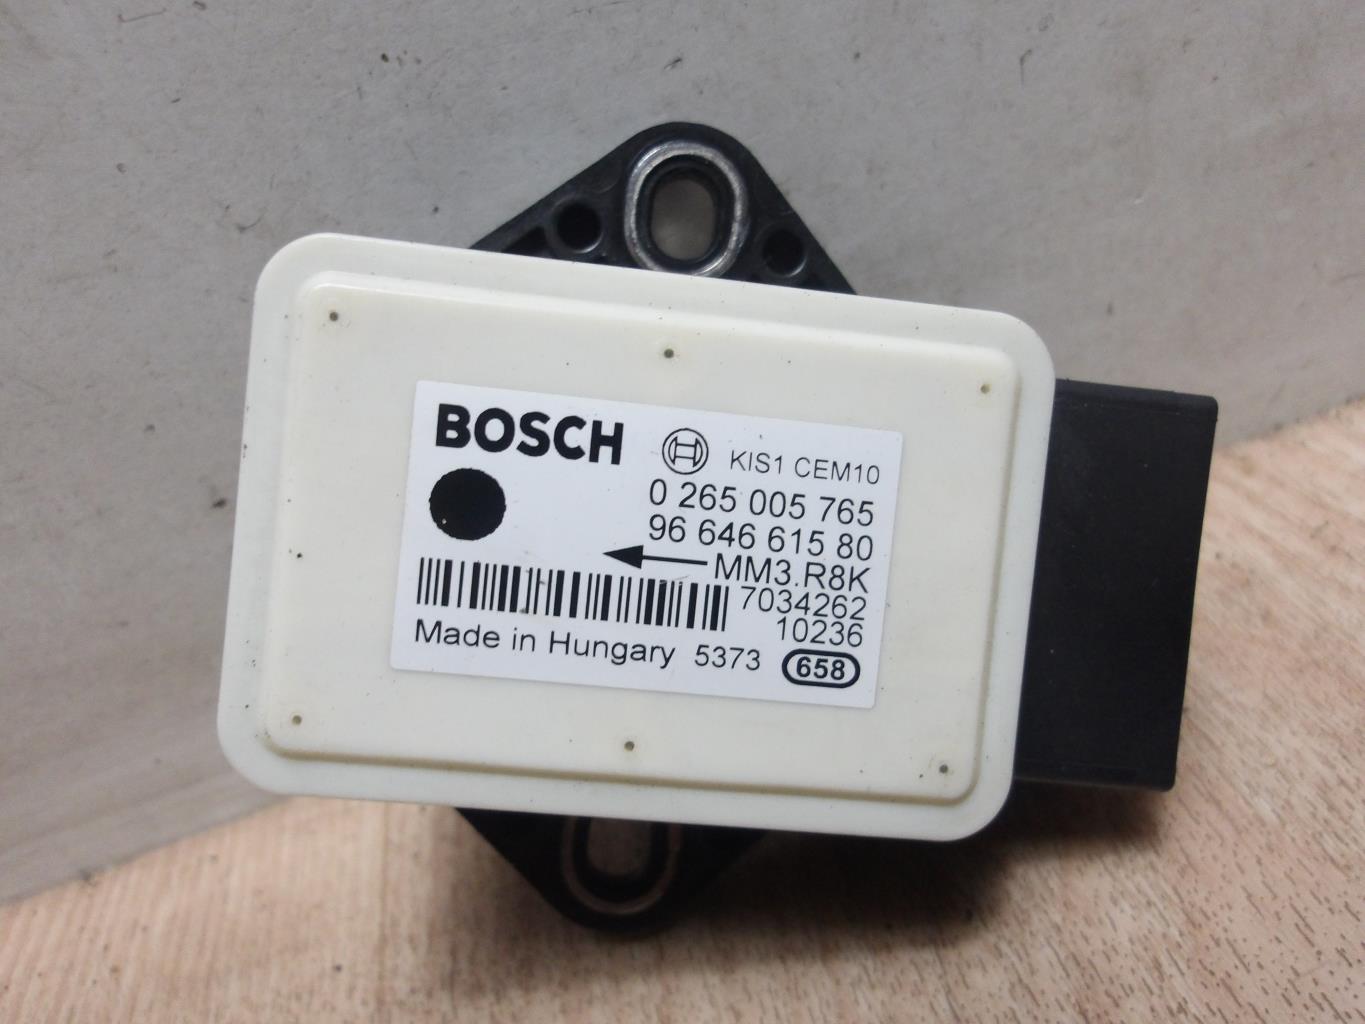 BOSCH
KIS1 CEM10
0 265 005 765
96 646 615 80
MM3.R8K
7034262
10236
Made in Hungary 5373 658